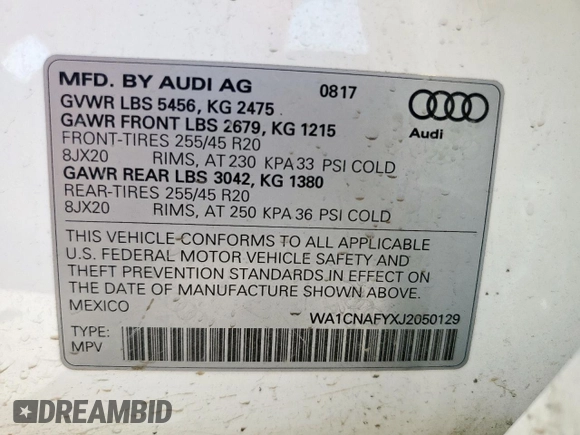 MFD. BY AUDI AG 0817
GVWR LBS 5456, KG 2475
GAWR FRONT LBS 2679, KG 1215
FRONT-TIRES 255/45 R20
8JX20 RIMS, AT 230 KPA 33 PSI COLD
GAWR REAR LBS 3042, KG 1380
REAR-TIRES 255/45 R20
8JX20 RIMS, AT 250 KPA 36 PSI COLD
Audi
THIS VEHICLE CONFORMS TO ALL APPLICABLE
U.S. FEDERAL MOTOR VEHICLE SAFETY AND
THEFT PREVENTION STANDARDS.IN EFFECT ON
THE DATE OF MANUFACTURE SHOWN ABOVE.
MEXICO
WA1CNAFYXJ2050129
TYPE:
MPV
DREAMBID